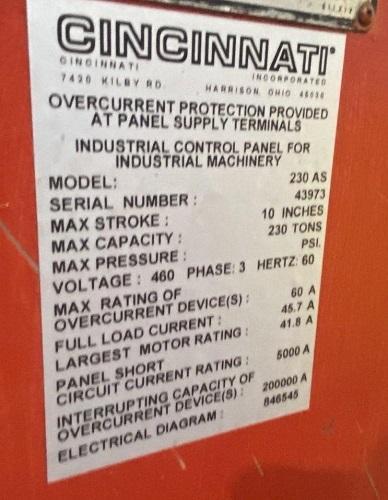 CINCINNATI®
CINCINNATI INCORPORATED
7420 KILBY RD. HARRISON, OHIO 45030
OVERCURRENT PROTECTION PROVIDED
AT PANEL SUPPLY TERMINALS
INDUSTRIAL CONTROL PANEL FOR
INDUSTRIAL MACHINERY
MODEL: 230 AS
SERIAL NUMBER: 43973
MAX STROKE: 10 INCHES
MAX CAPACITY: 230 TONS
MAX PRESSURE: PSI.
VOLTAGE: 460 PHASE: 3 HERTZ: 60
MAX RATING OF
OVERCURRENT DEVICE(S): 60 A
FULL LOAD CURRENT: 45.7 A
LARGEST MOTOR RATING: 41.8 A
PANEL SHORT
CIRCUIT CURRENT RATING: 5000 A
INTERRUPTING CAPACITY OF
OVERCURRENT DEVICE(S): 200000 A
ELECTRICAL DIAGRAM: 846545